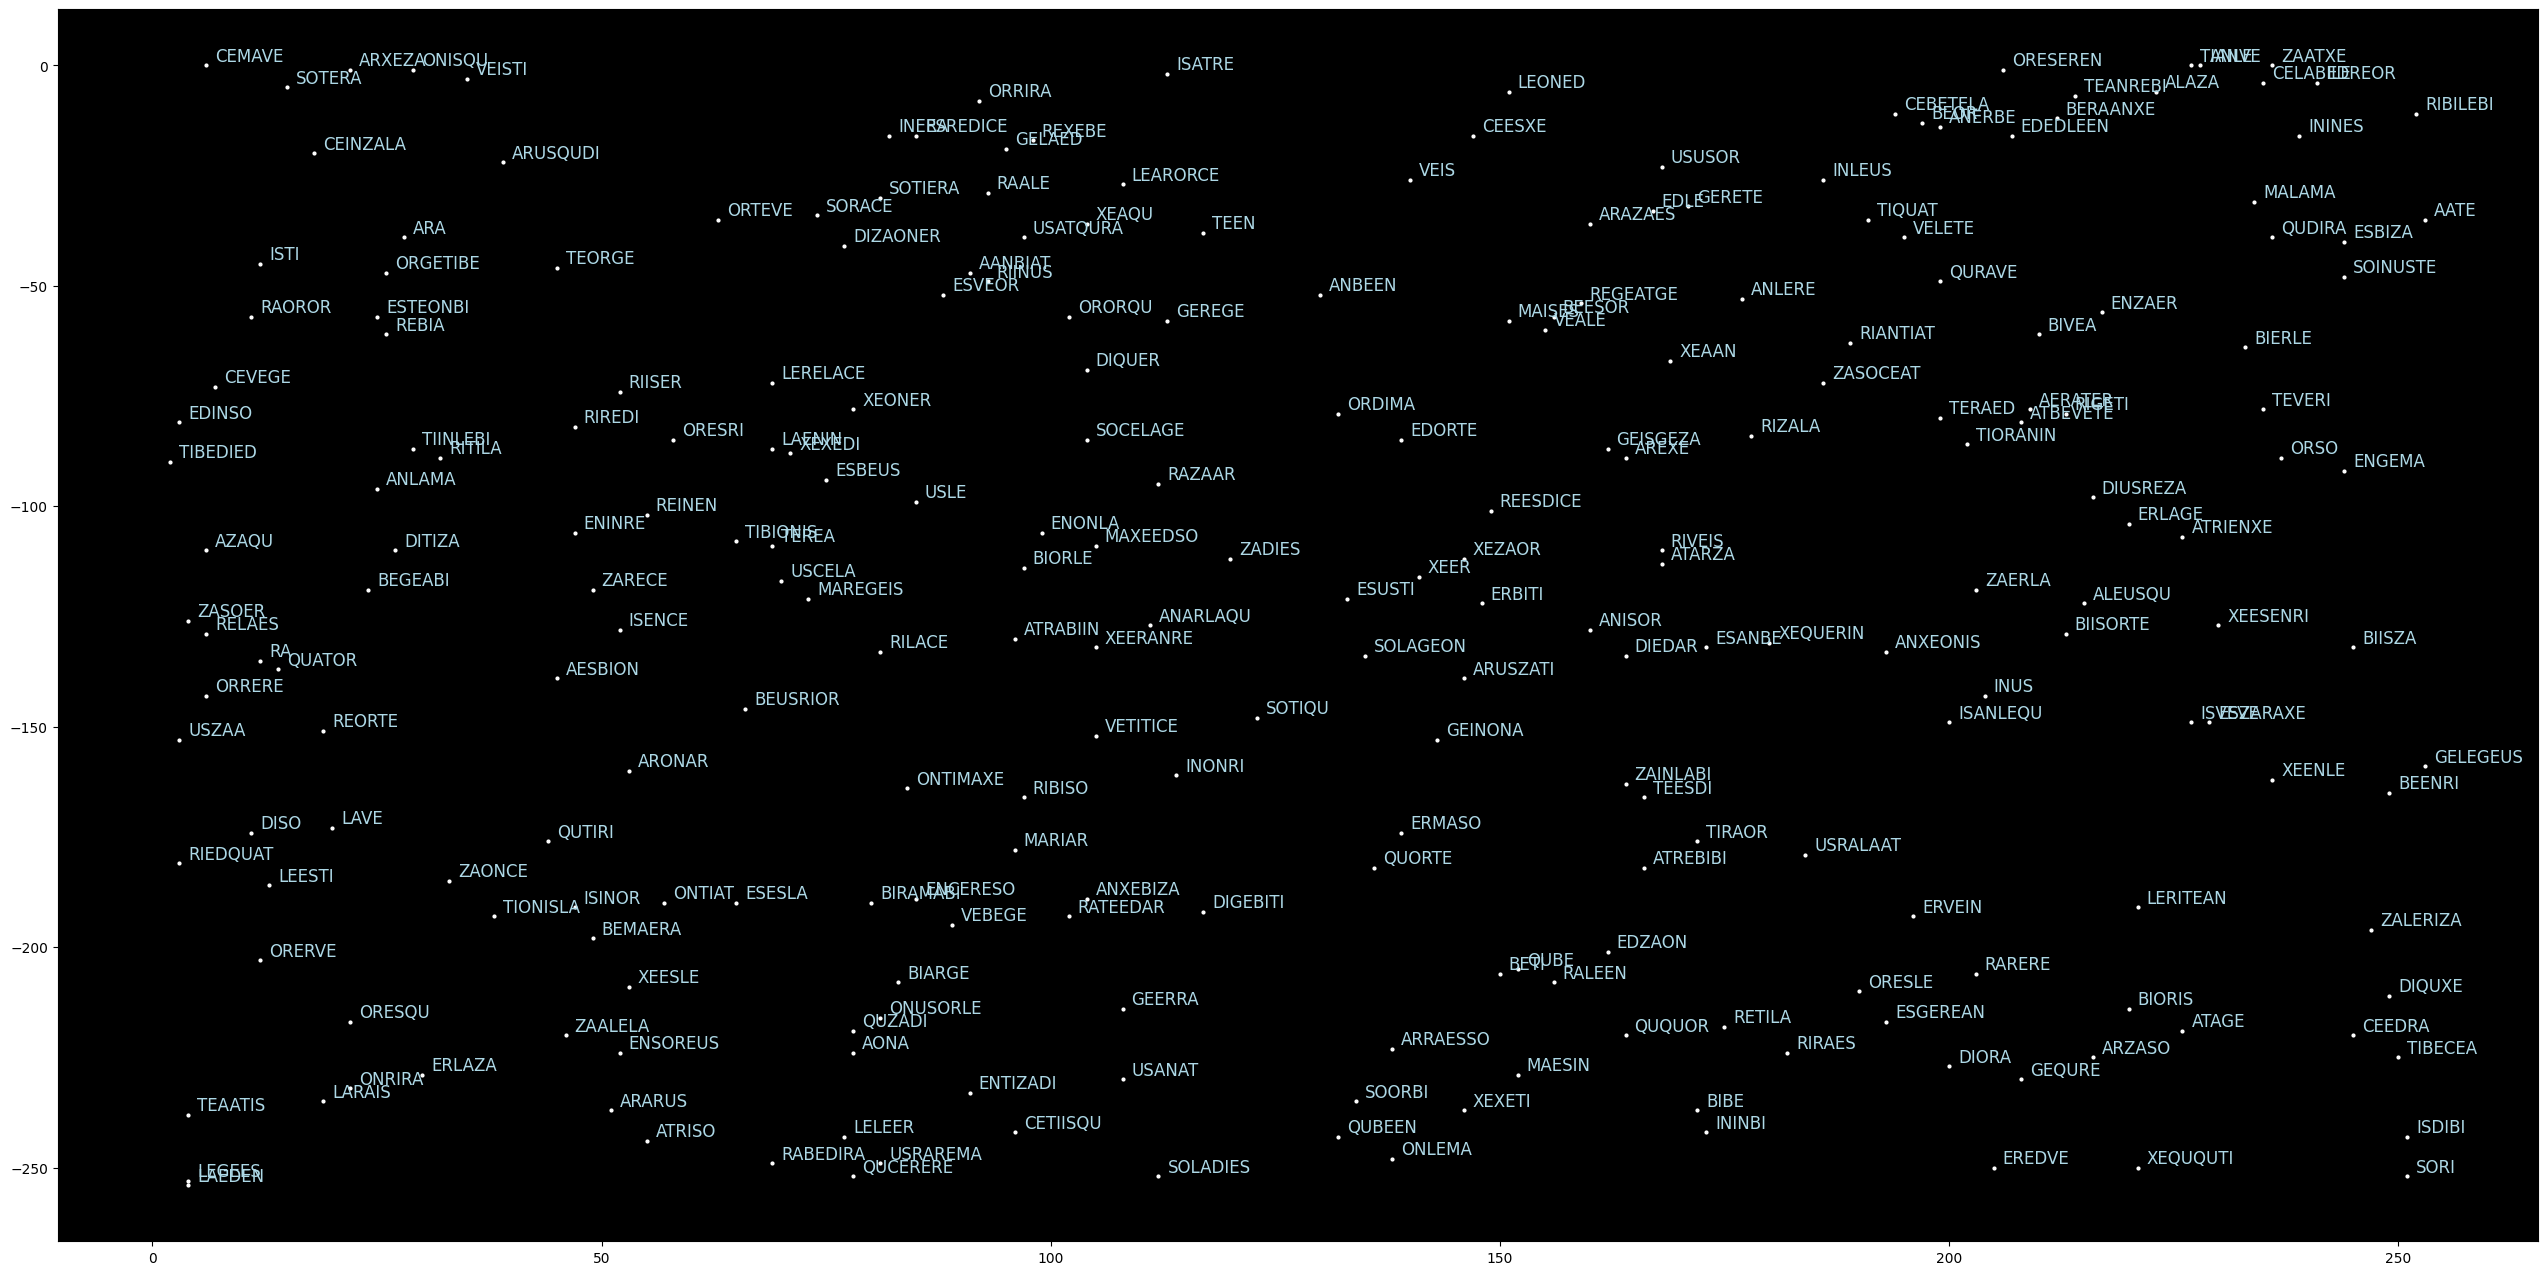 CEMAVE
ARXEZA
ONISQU
VEISTI
SOTERA
ISATRE
ORESEREN
ZAATXE
LEONED
TEANREBI
ALAZA
EDREOR
ORRIRA
CEBETELA
BERAANXE
RIBILEBI
REXEBE
CEESXE
ANERBE
EDEDLEEN
ININES
GELAED
CEINZALA
ARUSQUDI
USUSOR
LEARORCE
VEIS
INLEUS
SOTIERA
RAALE
MALAMA
ORTEVE
SORACE
XEAQU
TEEN
ARAZAES
EDLE
GERETE
TIQUAT
AATE
ARA
DIZAONER
USATQURA
VELETE
QUDIRA
ESBIZA
ISTI
ORGETIBE
TEORGE
AANBIAT
RIINUS
SOINUSTE
QURAVE
ESVEOR
ANBEEN
REGEATGE
ANLERE
RAOROR
ESTEONBI
ORORQU
GEREGE
MAISES
BEESOR
ENZAER
REBIA
VEALE
RIANTIAT
BIVEA
BIERLE
DIQUER
XEAAN
CEVEGE
RIISER
LERELACE
ZASOCEAT
EDINSO
RIREDI
XEONER
ORDIMA
TERAED
AERATER
RIGETI
TEVERI
ATBEVETE
TIBEDIED
TIINLEBI
RITILA
ORESRI
LAENIN
XEXEDI
SOCELAGE
EDORTE
GEISGEZA
AREXE
RIZALA
TIORANIN
ORSO
ENGEMA
ANLAMA
ESBEUS
USLE
RAZAAR
DIUSREZA
REINEN
REESDICE
ERLAGE
AZAQU
DITIZA
ENINRE
TIBIONIS
TEREA
ENONLA
MAXEEDSO
ZADIES
XEZAOR
RIVEIS
ATARZA
ATRIENXE
BIORLE
BEGEABI
ZARECE
USCELA
MAREGEIS
XEER
ESUSTI
ERBITI
ZAERLA
ALEUSQU
ZASOER
RELAES
ISENCE
ANARLAQU
ANISOR
BIISORTE
XEESENRI
RA
QUATOR
RILACE
ATRABIIN
XEERANRE
SOLAGEON
DIEDAR
ESANBE
XEQUERIN
ANXEONIS
BIISZA
ORRERE
AESBION
ARUSZATI
INUS
USZAA
REORTE
BEUSRIOR
VETITICE
SOTIQU
GEINONA
ISANLEQU
ISVEVE
ESZARAXE
ARONAR
ONTIMAXE
RIBISO
INONRI
ZAINLABI
TEESDI
XEENLE
GELEGEUS
BEENRI
DISO
LAVE
QUTIRI
MARIAR
ERMASO
TIRAOR
USRALAAT
RIEDQUAT
LEESTI
ZAONCE
QUORTE
ATREBIBI
TIONISLA
ISINOR
ONTIAT
ESESLA
BIRAMABI
ENCERESO
ANXEBIZA
RATEEDAR
DIGEBITI
ERVEIN
LERITEAN
ZALERIZA
BEMAERA
VEBEGE
EDZAON
ORERVE
XEESLE
BIARGE
BETI
QUBE
RALEEN
RARERE
ORESLE
DIQUXE
ORESQU
ZAALELA
ENSOREUS
ONUSORLE
QUZADI
AONA
GEERRA
ARRAESSO
QUQUOR
RETILA
RIRAES
ESGEREAN
BIORIS
ATAGE
ARZASO
CEEDRA
TIBECEA
ONRIRA
ERLAZA
LARAIS
TEAATIS
ARARUS
ATRISO
ENTIZADI
USANAT
SOORBI
MAESIN
XEXETI
DIORA
GEQURE
BIBE
ININBI
LELEER
CETIISQU
QUBEEN
ONLEMA
ISDIBI
RABEDIRA
USRAREMA
QUCERERE
SOLADIES
EREDVE
XEQUQUTI
SORI
LEGEES
LAEDEN
0
−50
−100
−150
−200
−250
0 50 100 150 200 250